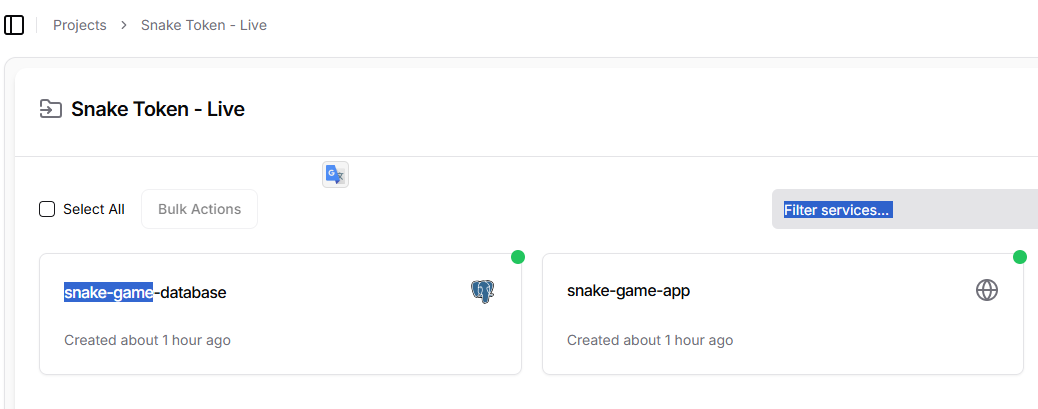 Projects > Snake Token - Live
Snake Token - Live
Select All
Bulk Actions
Filter services...
snake-game-database
snake-game-app
Created about 1 hour ago
Created about 1 hour ago